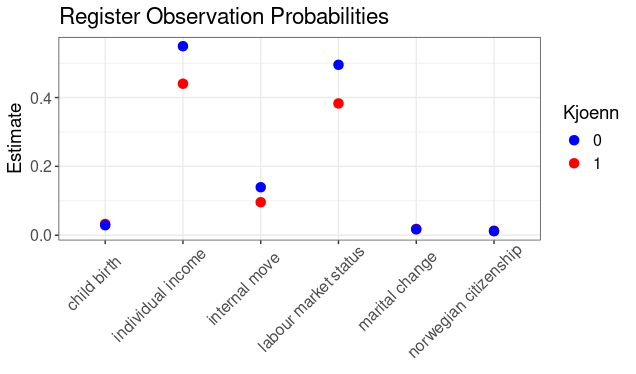 Register Observation Probabilities
Estimate
0.4
0.2
0.0
child birth
individual income
internal move
labour market status
marital change
norwegian citizenship
Kjoenn
0
1